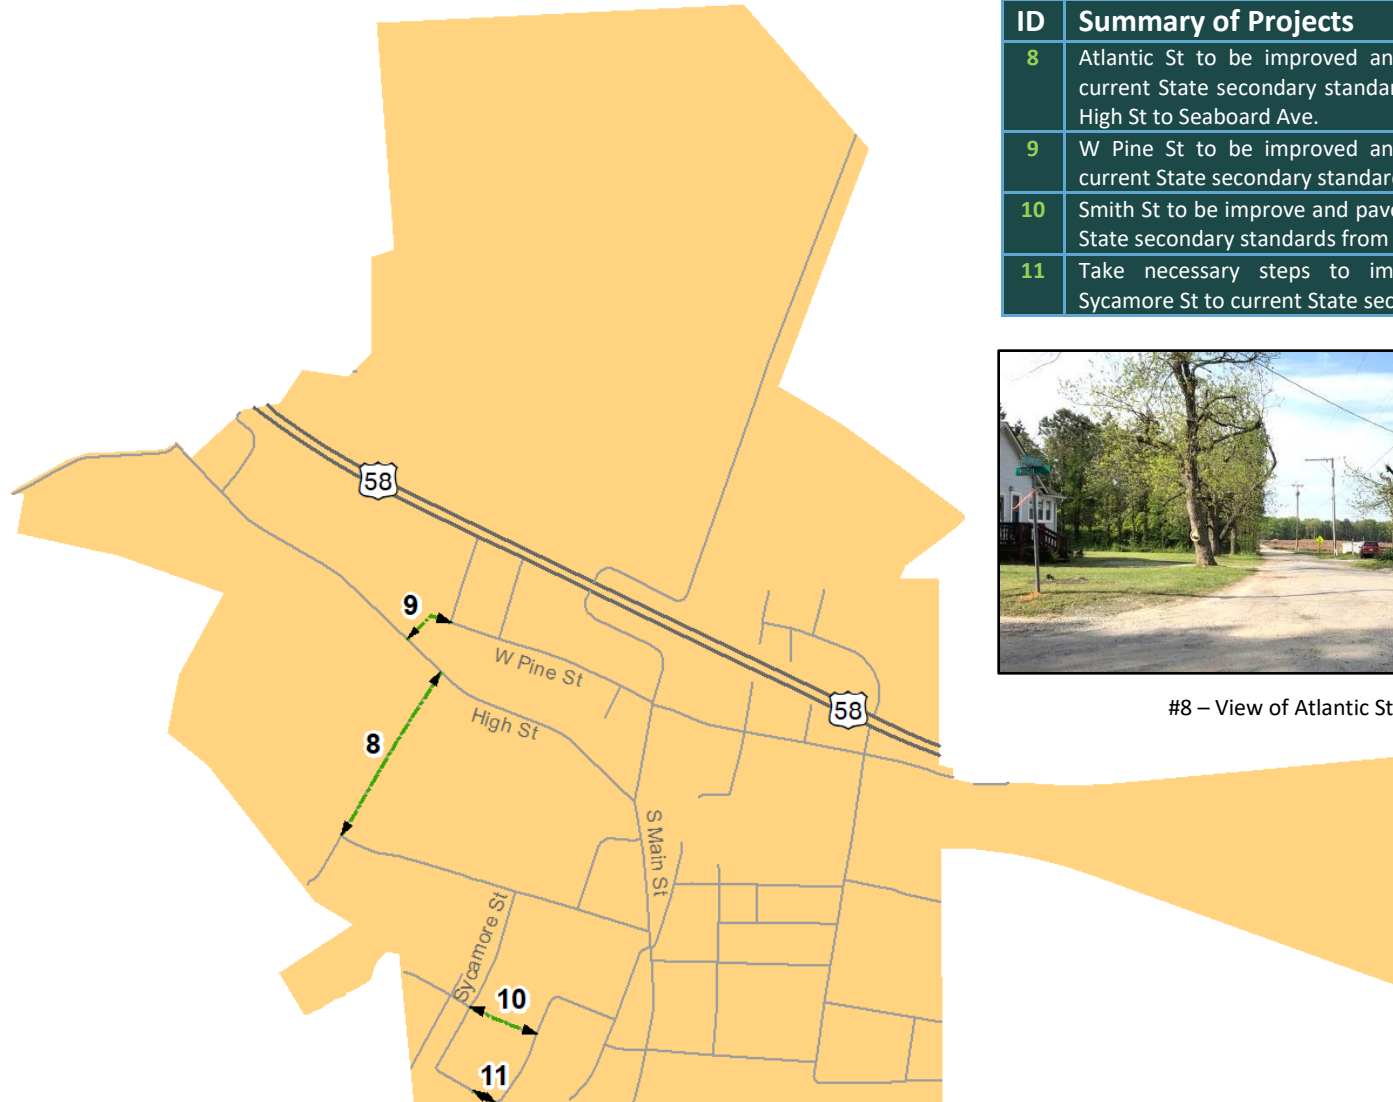 ID Summary of Projects
8 Atlantic St to be improved an
current State secondary standar
High St to Seaboard Ave.
9 W Pine St to be improved an
current State secondary standar
10 Smith St to be improve and pav
State secondary standards from
11 Take necessary steps to im
Sycamore St to current State sec
58
9
W Pine St
High St
8
58
#8 – View of Atlantic St
S Main St
Sycamore St
10
11